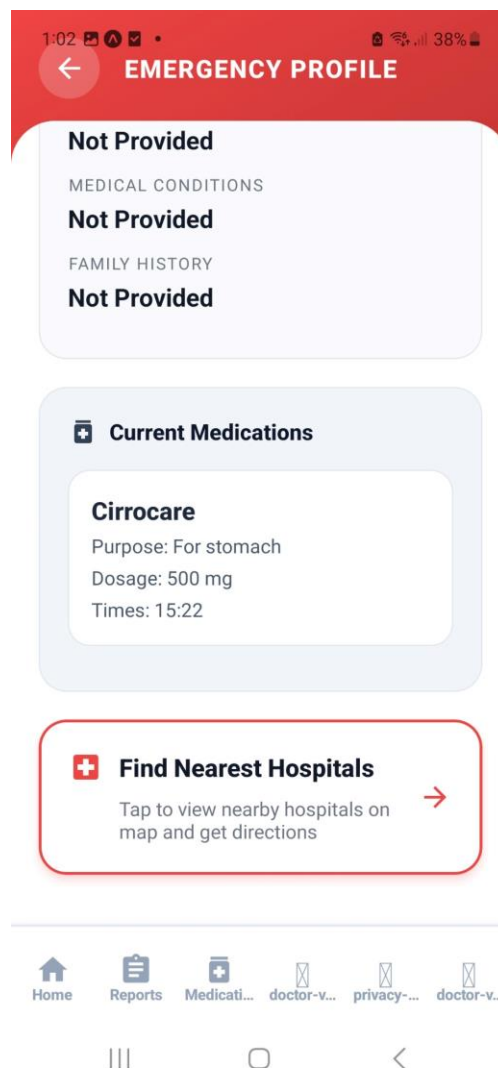 1:02
38%
EMERGENCY PROFILE
Not Provided
MEDICAL CONDITIONS
Not Provided
FAMILY HISTORY
Not Provided
Current Medications
Cirrocare
Purpose: For stomach
Dosage: 500 mg
Times: 15:22
Find Nearest Hospitals
Tap to view nearby hospitals on
map and get directions
Home Reports Medicati... doctor-v... privacy-... doctor-v..